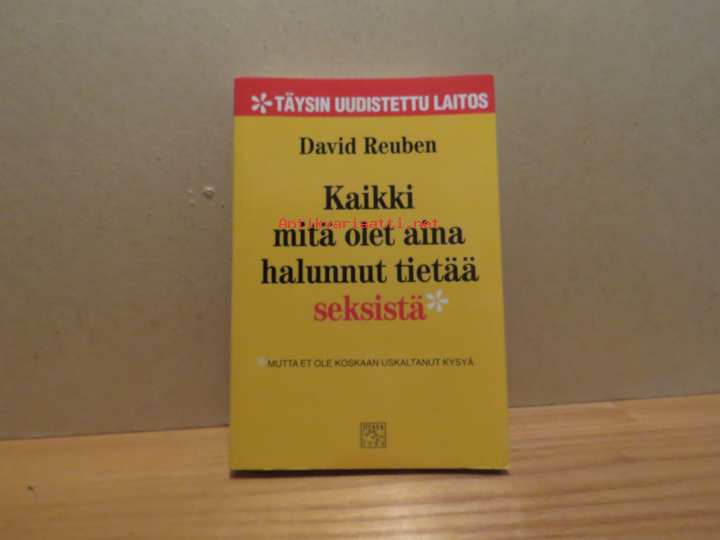 *TÄYSIN UUDISTETTU LAITOS
David Reuben
Kaikki
Antikvariaatti.net
mitä olet aina
halunnut tietää
seksistä*
*MUTTA ET OLE KOSKAAN USKALTANUT KYSYÄ
OTAVA